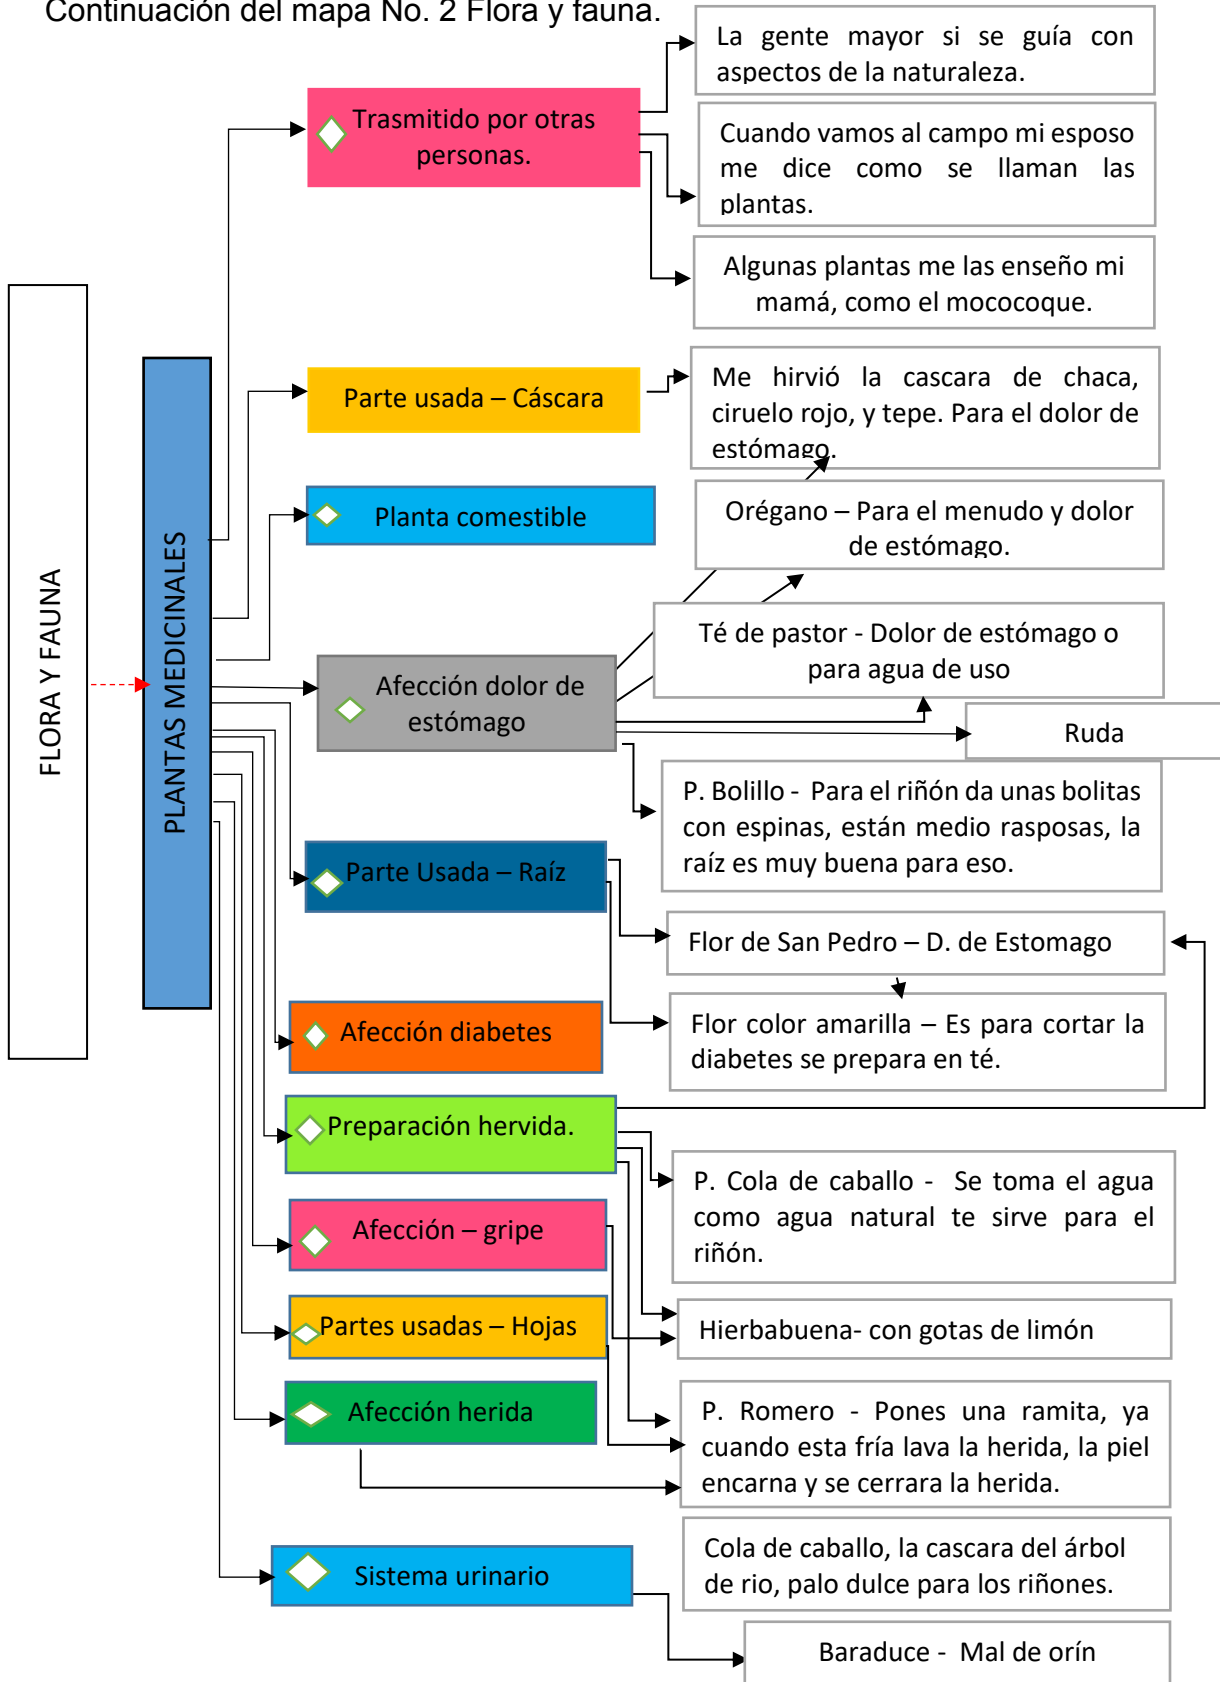 Continuación del mapa No. 2 Flora y fauna.
FLORA Y FAUNA
PLANTAS MEDICINALES
Trasmitido por otras
personas.
La gente mayor si se guía con
aspectos de la naturaleza.
Cuando vamos al campo mi esposo
me dice como se llaman las
plantas.
Algunas plantas me las enseño mi
mamá, como el mococoque.
Parte usada – Cáscara
Me hirvió la cascara de chaca,
ciruelo rojo, y tepe. Para el dolor de
estómago.
Planta comestible
Orégano – Para el menudo y dolor
de estómago.
Afección dolor de
estómago
Té de pastor - Dolor de estómago o
para agua de uso
Ruda
P. Bolillo - Para el riñón da unas bolitas
con espinas, están medio rasposas, la
raíz es muy buena para eso.
Parte Usada – Raíz
Flor de San Pedro – D. de Estomago
Flor color amarilla – Es para cortar la
diabetes se prepara en té.
Afección diabetes
Preparación hervida.
P. Cola de caballo - Se toma el agua
como agua natural te sirve para el
riñón.
Afección – gripe
Hierbabuena- con gotas de limón
Partes usadas – Hojas
Afección herida
P. Romero - Pones una ramita, ya
cuando esta fría lava la herida, la piel
encarna y se cerrara la herida.
Sistema urinario
Cola de caballo, la cascara del árbol
de rio, palo dulce para los riñones.
Baraduce - Mal de orín